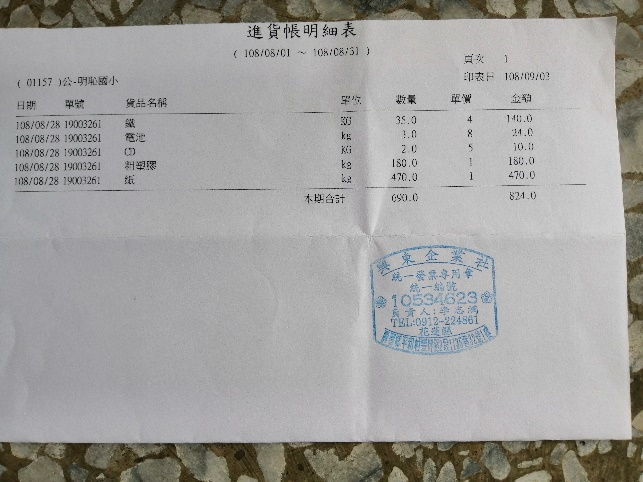 進貨帳明細表
( 108/08/01 ~ 108/08/31 )
頁次 1
( 01157 )公-明恥國小 印表日 108/09/03
日期 單號 貨品名稱 單位 數量 單價 金額
108/08/28 19003261 鐵 KG 35.0 4 140.0
108/08/28 19003261 電池 kg 3.0 8 24.0
108/08/28 19003261 CD KG 2.0 5 10.0
108/08/28 19003261 粗塑膠 kg 180.0 1 180.0
108/08/28 19003261 紙 kg 470.0 1 470.0
本期合計 690.0 824.0
興東企業社
統一發票專用章
統一編號
10534623
負責人:李志鴻
TEL:0912-224861
花蓮縣